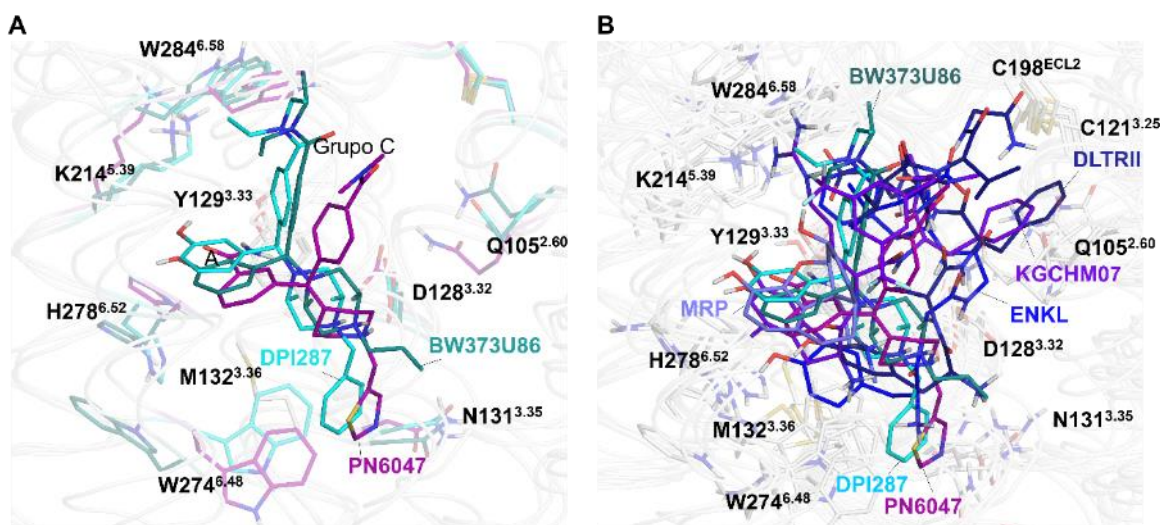 A
W284^6.58
Grupo C
K214^5.39
Y129^3.33
A
Q105^2.60
H278^6.52
D128^3.32
DPI287
BW373U86
M132^3.36
N131^3.35
PN6047
W274^6.48
B
BW373U86
C198^ECL2
W284^6.58
C121^3.25
DLTRII
K214^5.39
Y129^3.33
Q105^2.60
KGCHM07
MRP
ENKL
H278^6.52
D128^3.32
M132^3.36
N131^3.35
DPI287
W274^6.48
PN6047